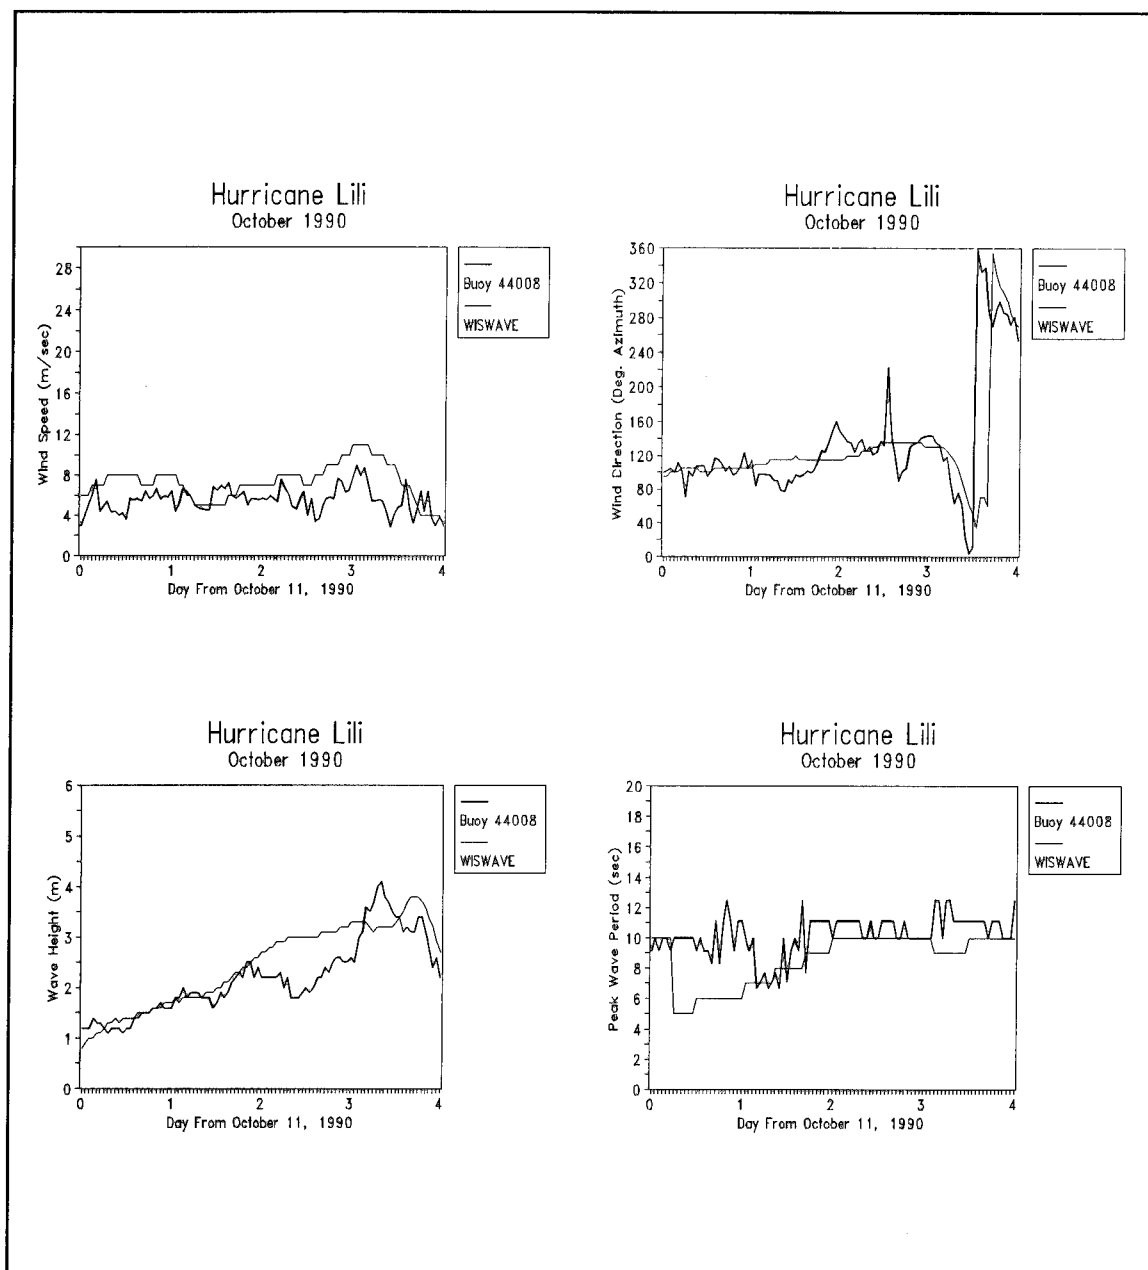 Hurricane Lili
October 1990
Wind Speed (m/sec)
28
24
20
16
12
8
4
0
0 1 2 3 4
Day From October 11, 1990
Buoy 44008
WISWAVE
Hurricane Lili
October 1990
Wind Direction (Deg. Azimuth)
360
320
280
240
200
160
120
80
40
0
0 1 2 3 4
Day From October 11, 1990
Buoy 44008
WISWAVE
Hurricane Lili
October 1990
Wave Height (m)
6
5
4
3
2
1
0
0 1 2 3 4
Day From October 11, 1990
Buoy 44008
WISWAVE
Hurricane Lili
October 1990
Peak Wave Period (sec)
20
18
16
14
12
10
8
6
4
2
0
0 1 2 3 4
Day From October 11, 1990
Buoy 44008
WISWAVE